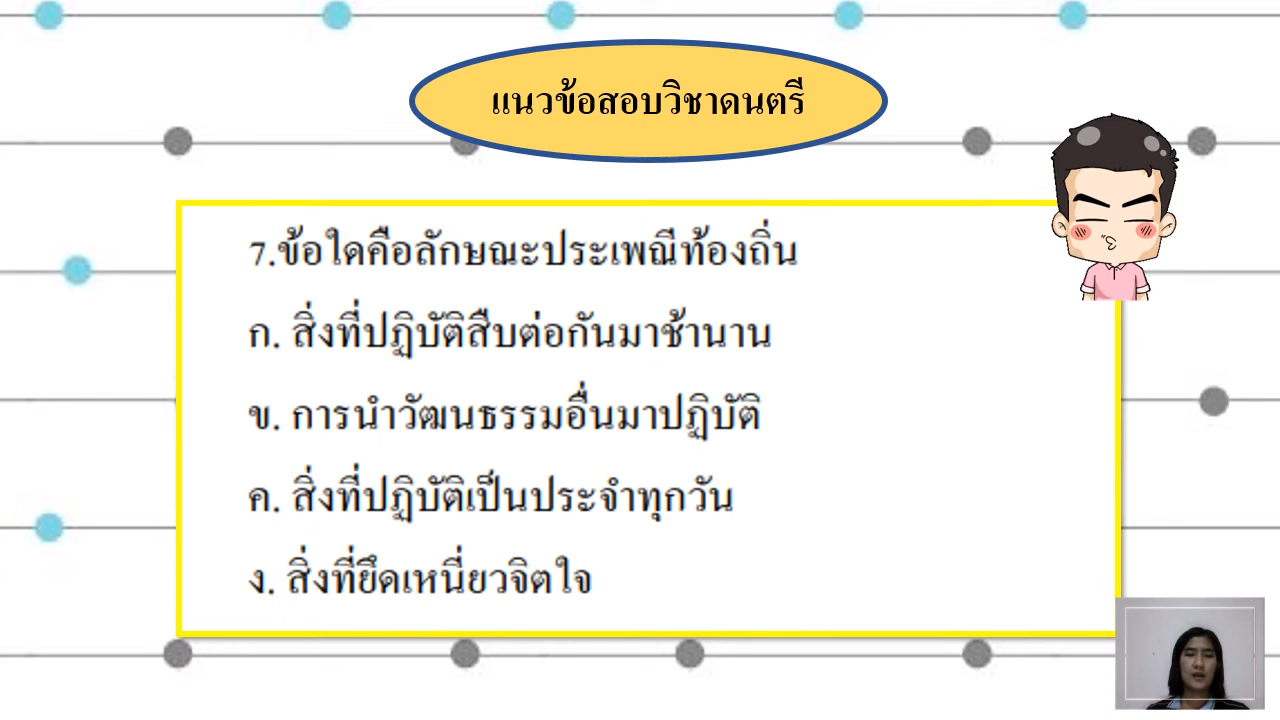 แนวข้อสอบวิชาดนตรี
7.ข้อใดคือลักษณะประเพณีท้องถิ่น
ก. สิ่งที่ปฏิบัติสืบต่อกันมาช้านาน
ข. การนำวัฒนธรรมอื่นมาปฏิบัติ
ค. สิ่งที่ปฏิบัติเป็นประจำทุกวัน
ง. สิ่งที่ยึดเหนี่ยวจิตใจ